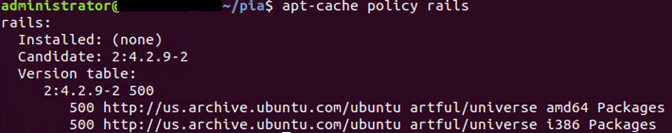 administrator@ ~/pia$ apt-cache policy rails
rails:
Installed: (none)
Candidate: 2:4.2.9-2
Version table:
2:4.2.9-2 500
500 http://us.archive.ubuntu.com/ubuntu artful/universe amd64 Packages
500 http://us.archive.ubuntu.com/ubuntu artful/universe i386 Packages